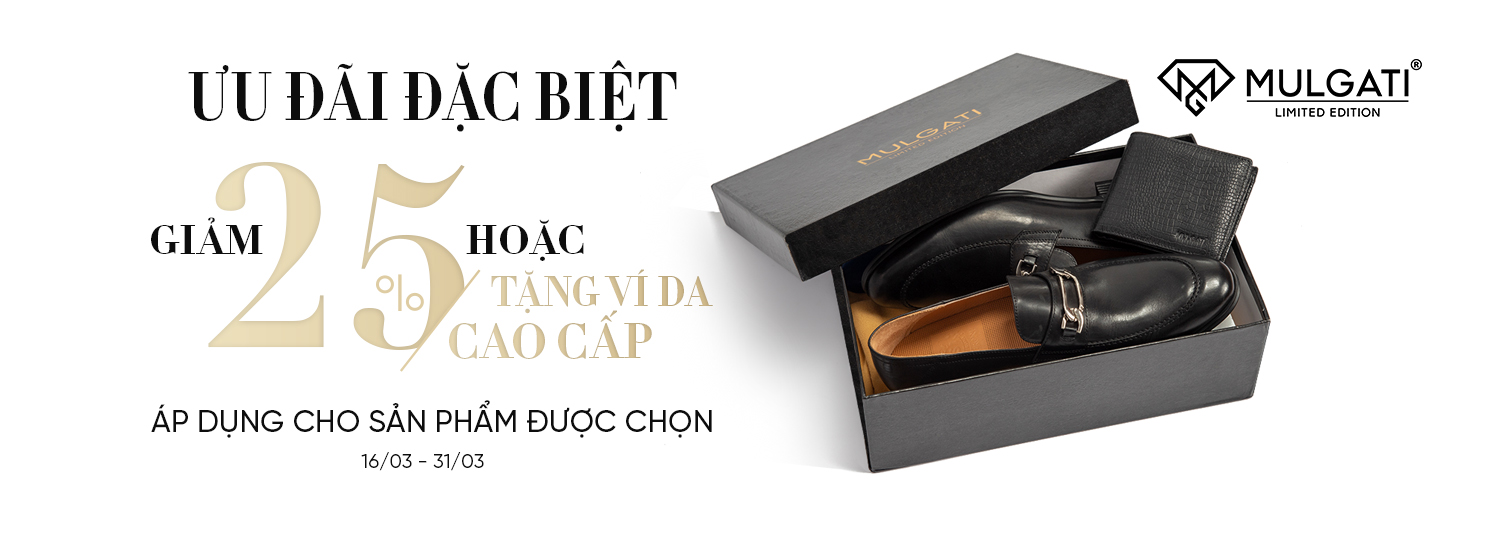 ƯU ĐÃI ĐẶC BIỆT
GIẢM 25% HOẶC
TẶNG VÍ DA
CAO CẤP
ÁP DỤNG CHO SẢN PHẨM ĐƯỢC CHỌN
16/03 - 31/03
MULGATI
LIMITED EDITION
MULGATI®
LIMITED EDITION